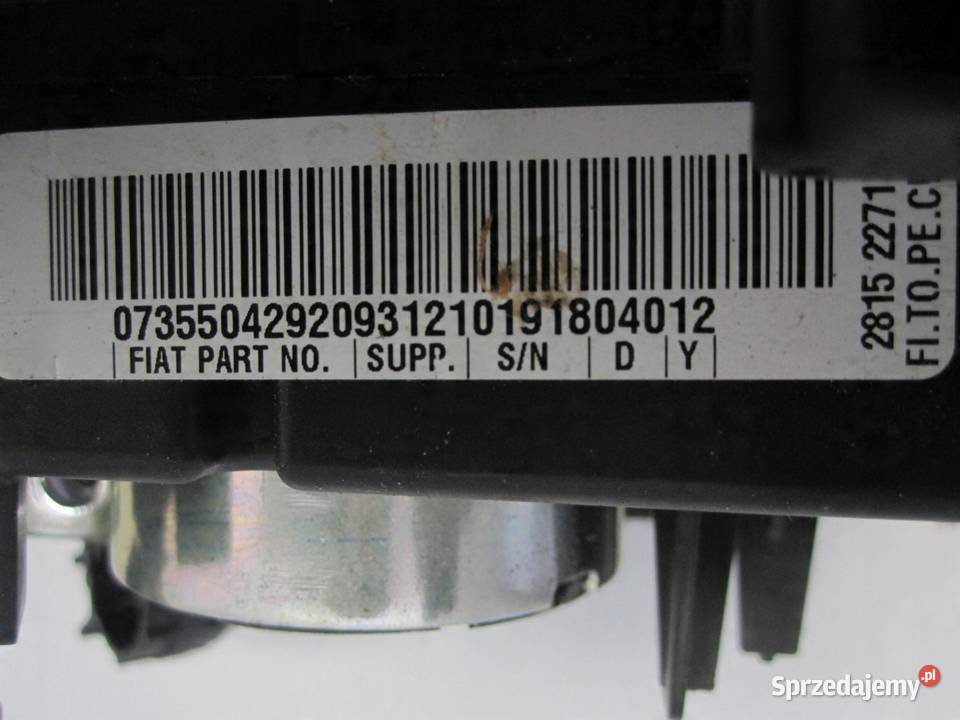 07355042920931210191804012
FIAT PART NO. SUPP. S/N D Y
2815 2271
FI.TO.PE.C
Sprzedajemy.pl